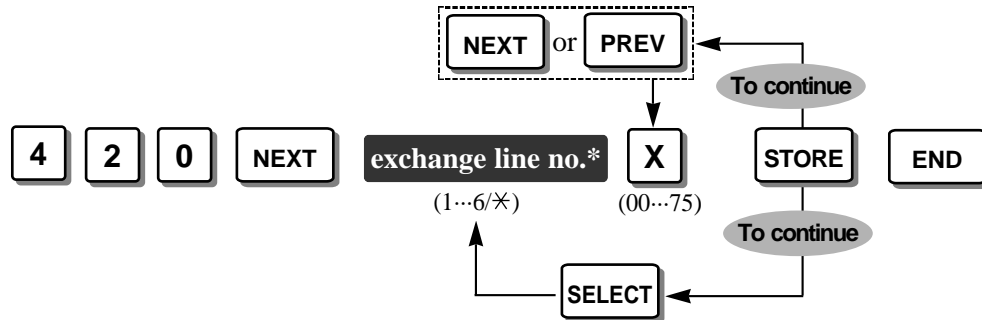 NEXT or PREV
To continue
4 2 0 NEXT exchange line no.* X STORE END
(1···6/✳) (00···75)
To continue
SELECT